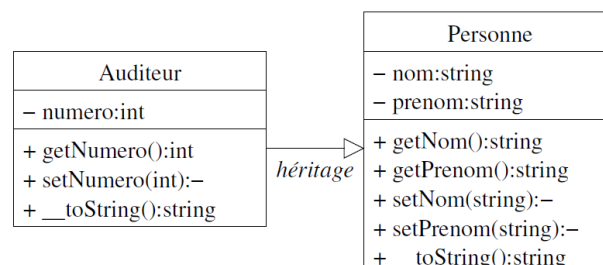 Auditeur
– numero:int
+ getNumero():int
+ setNumero(int):–
+ __toString():string
héritage
Personne
– nom:string
– prenom:string
+ getNom():string
+ getPrenom():string
+ setNom(string):–
+ setPrenom(string):–
+ __toString():string